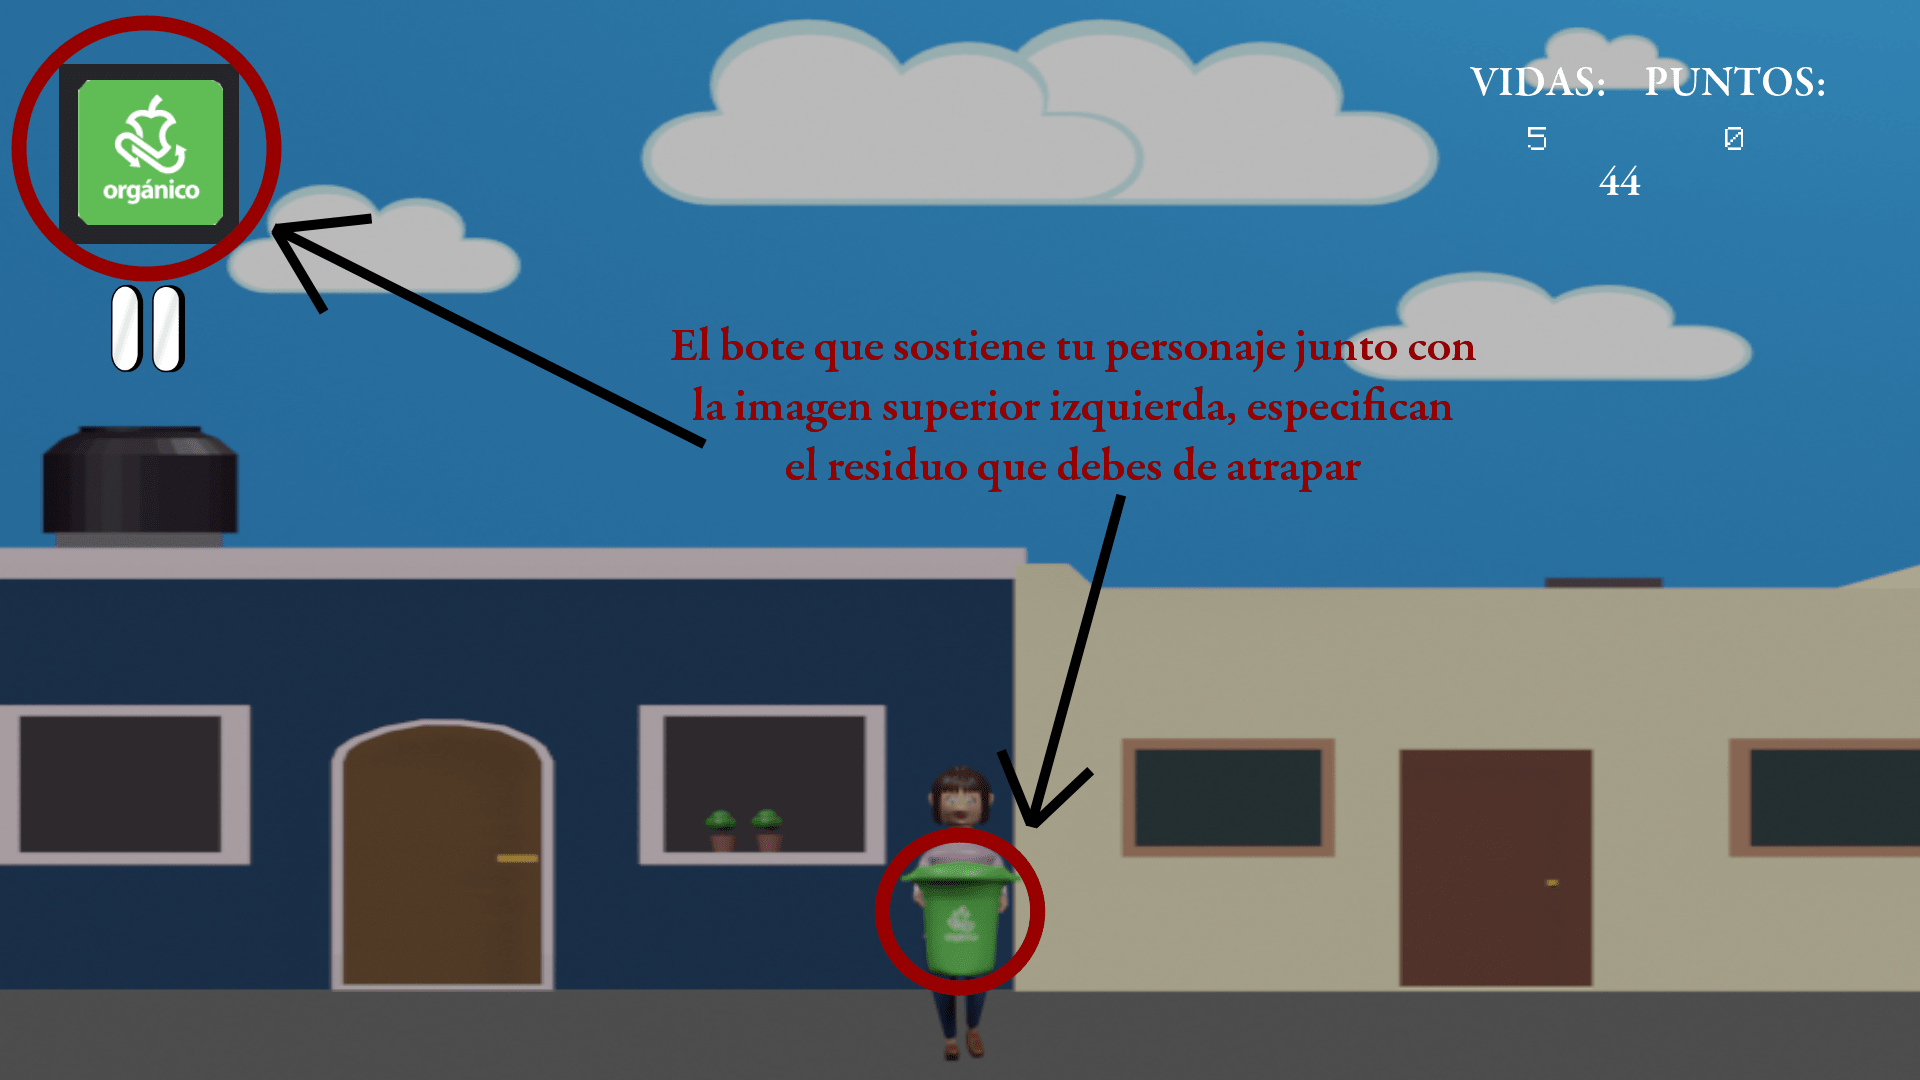 orgánico
VIDAS: PUNTOS:
5 0
44
El bote que sostiene tu personaje junto con
la imagen superior izquierda, especifican
el residuo que debes de atrapar
orgánico